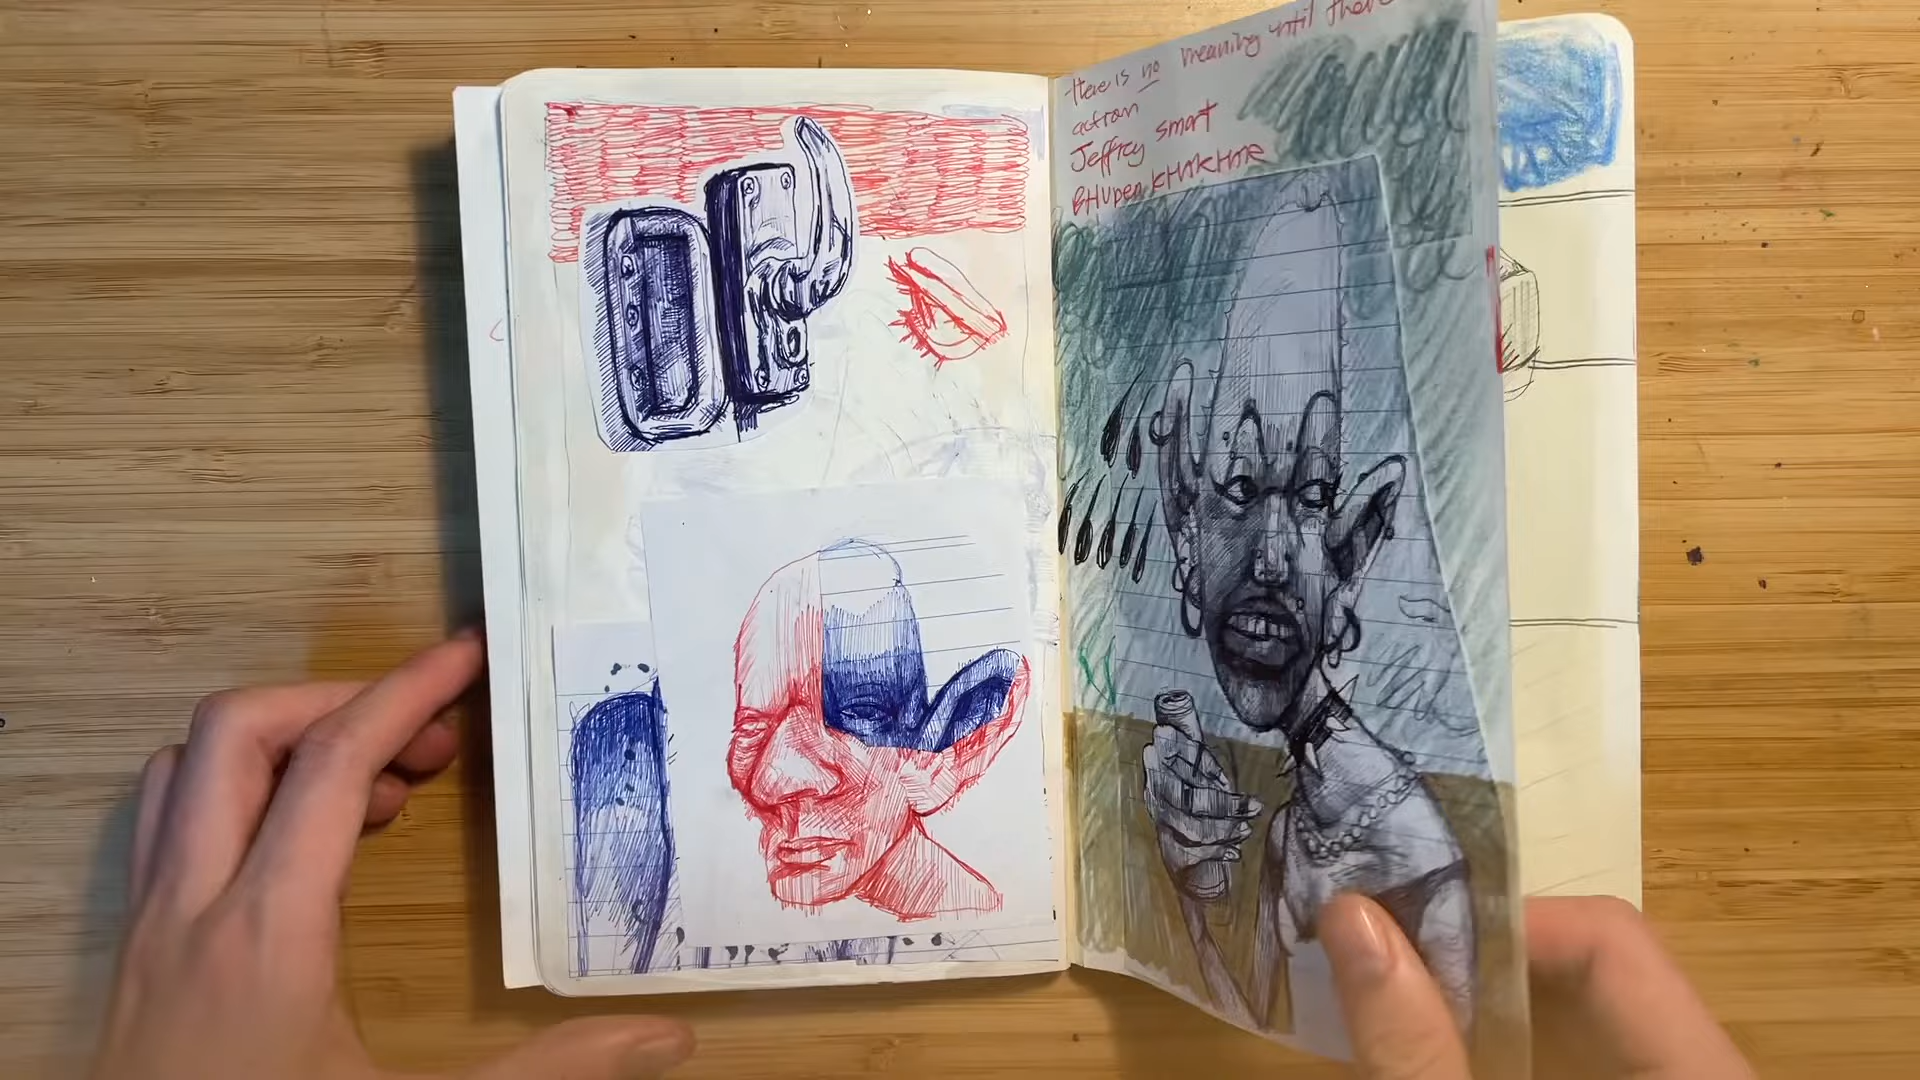 there is no meaning until there
action
Jeffrey smart
BHUpen KHAKHAR